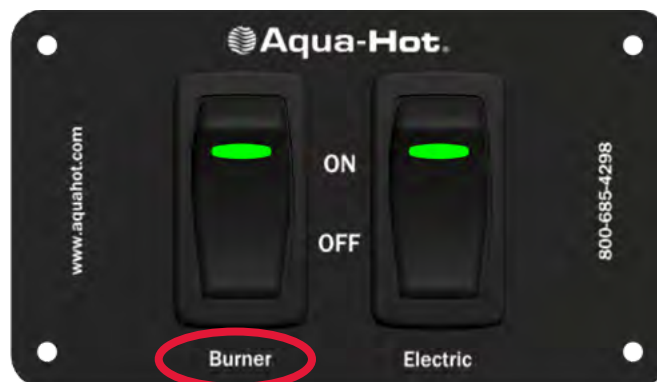 Aqua-Hot.
www.aquahot.com
ON
OFF
800-685-4298
Burner
Electric